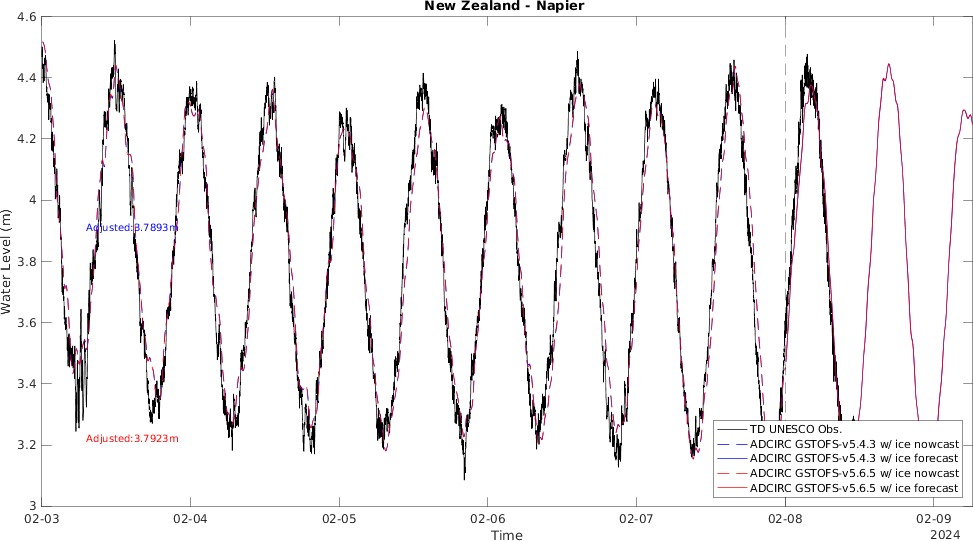 New Zealand - Napier
4.6
4.4
4.2
4
3.8
3.6
3.4
3.2
3
Water Level (m)
Adjusted:3.7893m
Adjusted:3.7923m
TD UNESCO Obs.
ADCIRC GSTOFS-v5.4.3 w/ ice nowcast
ADCIRC GSTOFS-v5.4.3 w/ ice forecast
ADCIRC GSTOFS-v5.6.5 w/ ice nowcast
ADCIRC GSTOFS-v5.6.5 w/ ice forecast
02-03 02-04 02-05 02-06 02-07 02-08 02-09
Time
2024